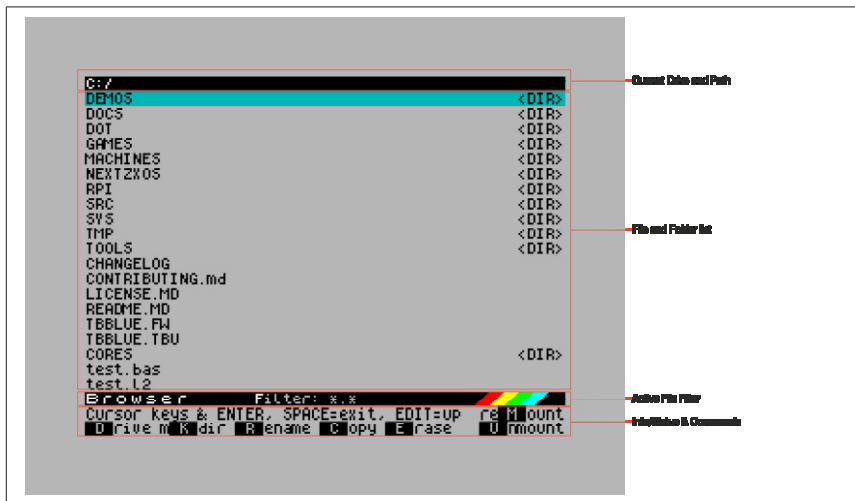 C:/
Current Drive and Path
DEMOS <DIR>
DOCS <DIR>
DOT <DIR>
GAMES <DIR>
MACHINES <DIR>
NEXTZXOS <DIR>
RPI <DIR>
SRC <DIR>
SYS <DIR>
TMP <DIR>
File and Folder list
TOOLS <DIR>
CHANGELOG
CONTRIBUTING.md
LICENSE.MD
README.MD
TBBLUE.FW
TBBLUE.TBU
CORES <DIR>
test.bas
test.l2
Browser Filter: *.*
Active File Filter
Cursor keys & ENTER, SPACE=exit, EDIT=up reMount
Drive mKdir Rename Copy Erase Unmount
Info/Status & Commands